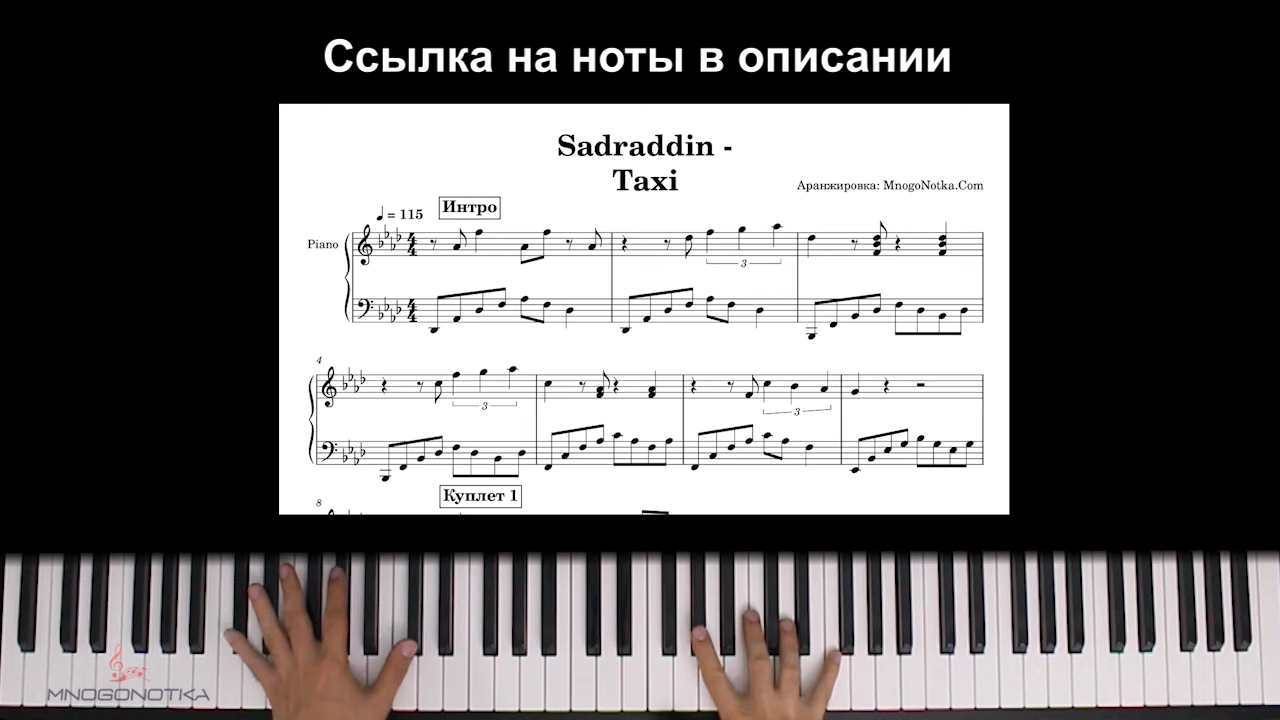 Ссылка на ноты в описании
Sadraddin -
Taxi
Аранжировка: MnogoNotka.Com
= 115
Интро
Piano
3
4
3
3
8
Куплет 1
MNOGONOTKA